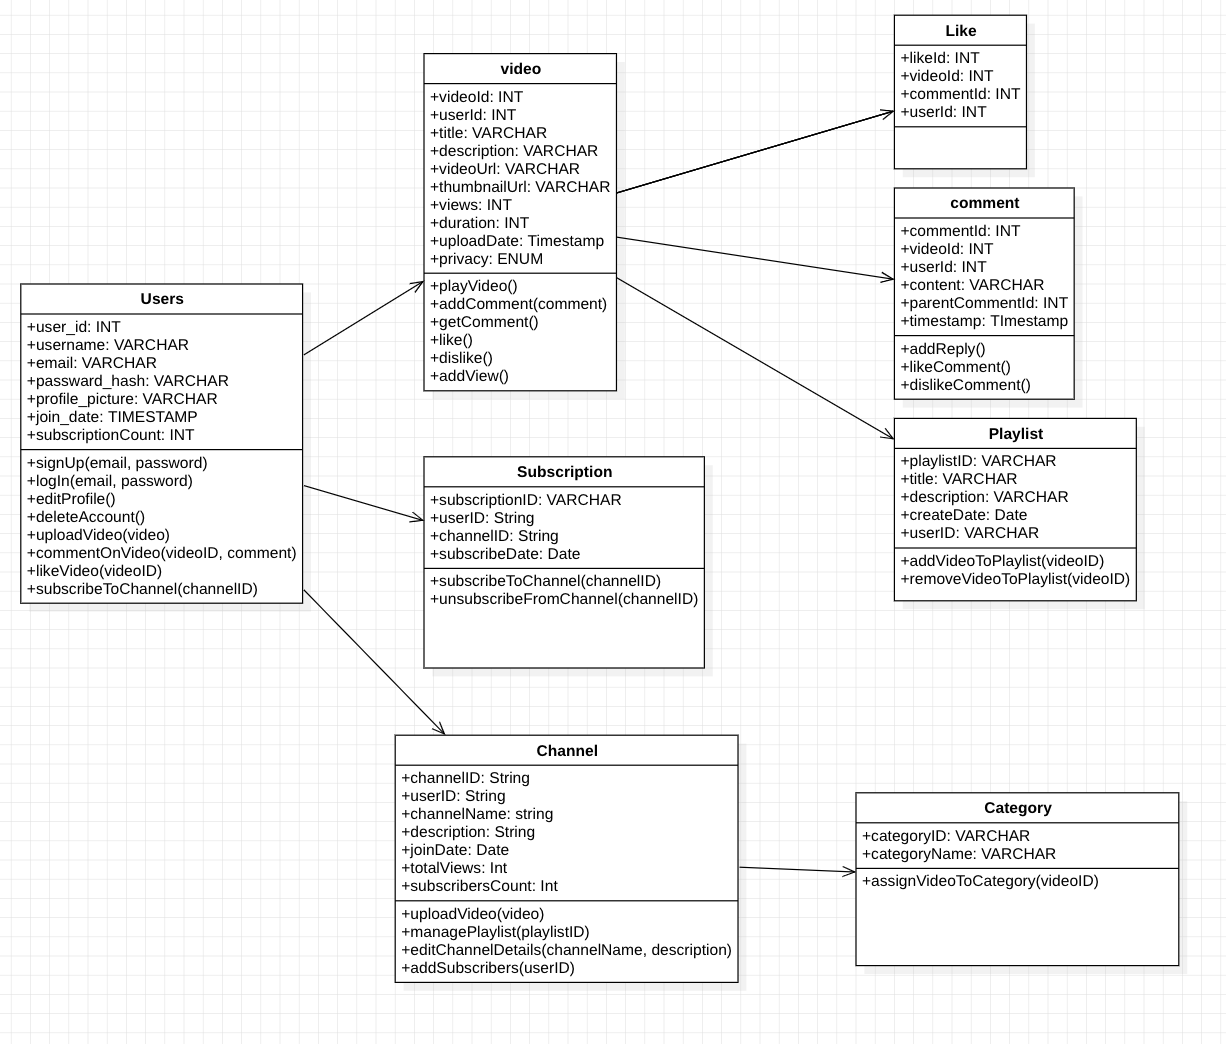 Like
+likeId: INT
+videoId: INT
+commentId: INT
+userId: INT
video
+videoId: INT
+userId: INT
+title: VARCHAR
+description: VARCHAR
+videoUrl: VARCHAR
+thumbnailUrl: VARCHAR
+views: INT
+duration: INT
+uploadDate: Timestamp
+privacy: ENUM
+playVideo()
+addComment(comment)
+getComment()
+like()
+dislike()
+addView()
comment
+commentId: INT
+videoId: INT
+userId: INT
+content: VARCHAR
+parentCommentId: INT
+timestamp: TImestamp
+addReply()
+likeComment()
+dislikeComment()
Users
+user_id: INT
+username: VARCHAR
+email: VARCHAR
+passward_hash: VARCHAR
+profile_picture: VARCHAR
+join_date: TIMESTAMP
+subscriptionCount: INT
+signUp(email, password)
+logIn(email, password)
+editProfile()
+deleteAccount()
+uploadVideo(video)
+commentOnVideo(videoID, comment)
+likeVideo(videoID)
+subscribeToChannel(channelID)
Subscription
+subscriptionID: VARCHAR
+userID: String
+channelID: String
+subscribeDate: Date
+subscribeToChannel(channelID)
+unsubscribeFromChannel(channelID)
Playlist
+playlistID: VARCHAR
+title: VARCHAR
+description: VARCHAR
+createDate: Date
+userID: VARCHAR
+addVideoToPlaylist(videoID)
+removeVideoToPlaylist(videoID)
Channel
+channelID: String
+userID: String
+channelName: string
+description: String
+joinDate: Date
+totalViews: Int
+subscribersCount: Int
+uploadVideo(video)
+managePlaylist(playlistID)
+editChannelDetails(channelName, description)
+addSubscribers(userID)
Category
+categoryID: VARCHAR
+categoryName: VARCHAR
+assignVideoToCategory(videoID)